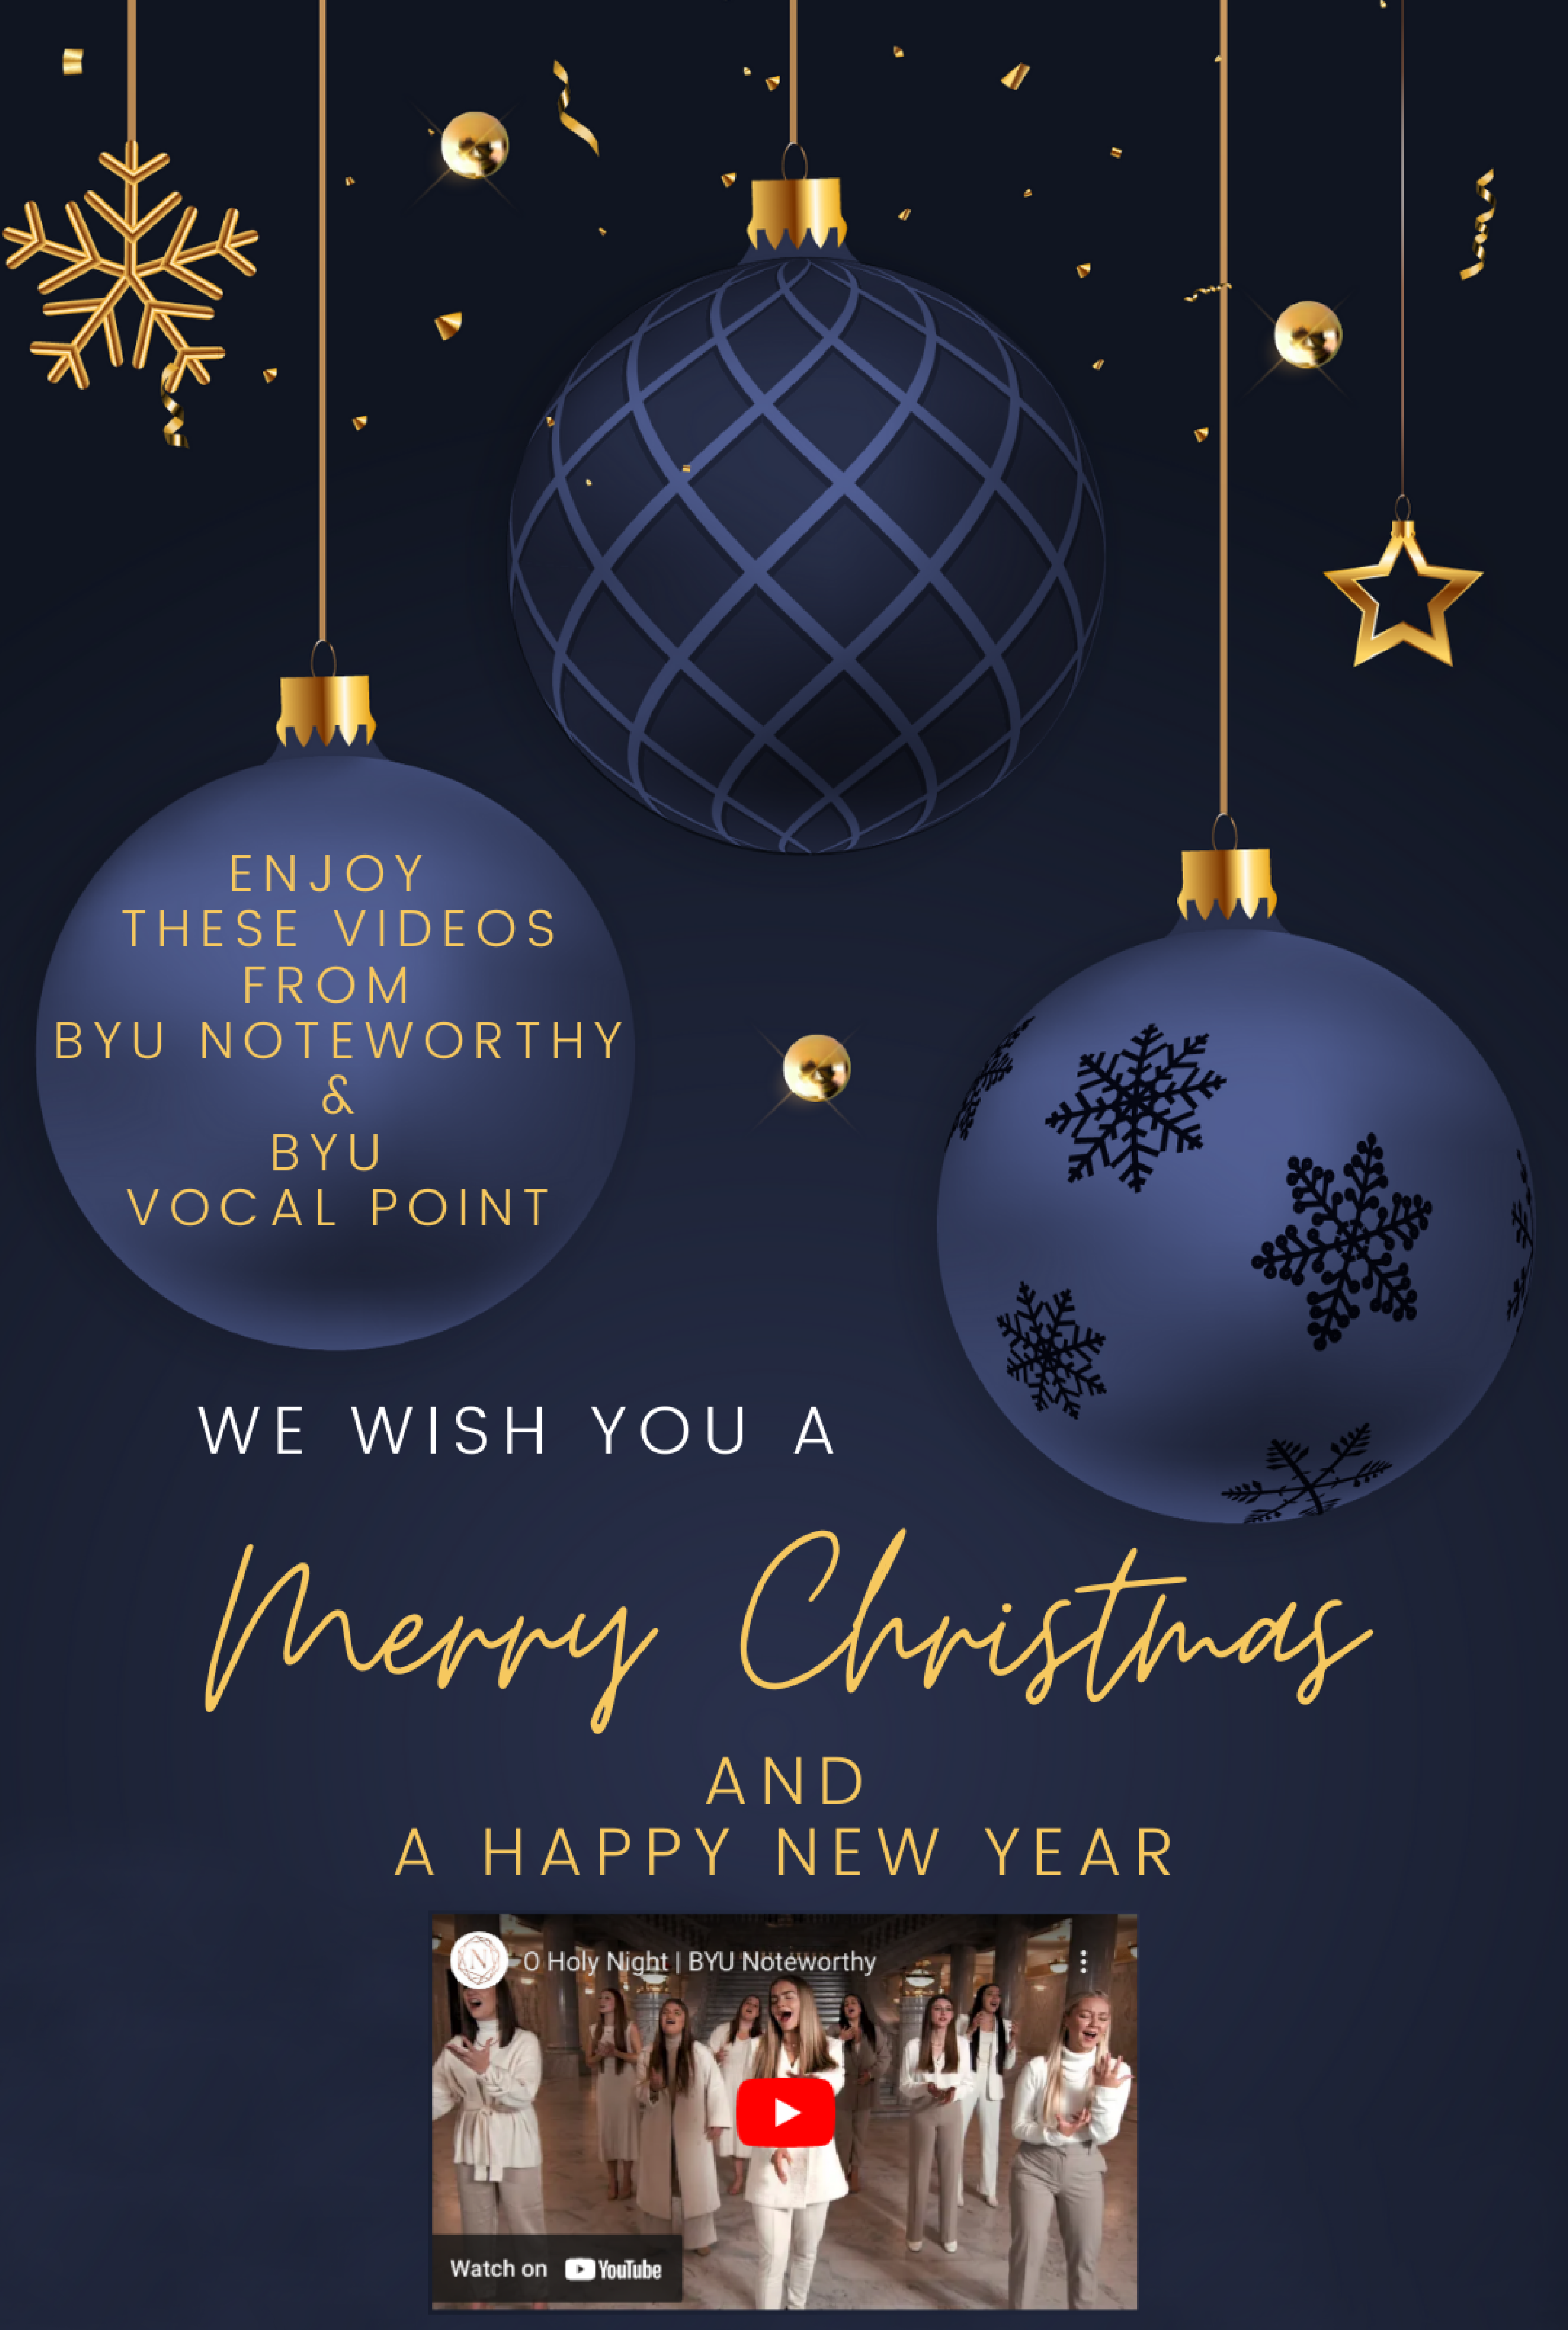 ENJOY
THESE VIDEOS
FROM
BYU NOTEWORTHY
&
BYU
VOCAL POINT
WE WISH YOU A
Merry Christmas
AND
A HAPPY NEW YEAR
N
O Holy Night | BYU Noteworthy
Watch on YouTube